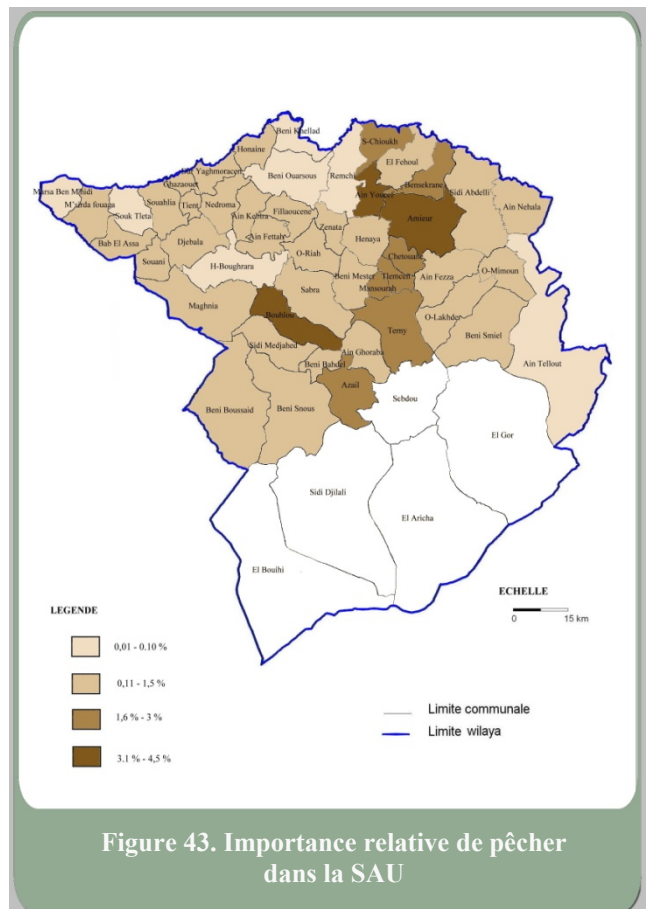 Beni Khellad
S-Chioukh
Honaine
El Fehoul
Yaghmoracen
Beni Ouarsous
Remchi
Ghazaouet
Bensekrane
Marsa Ben M'hidi
Ain Youcef
Sidi Abdelli
M'sirda fouaga
Souahlia
Tient
Nedroma
Souk Tleta
Ain Kebira
Fillaoucene
Amieur
Ain Nehala
Zenata
Bab El Assa
Djebala
Ain Fettah
Henaya
O-Riah
Chetouane
Souani
H-Boughrara
Beni Mester
Tlemcen
Ain Fezza
O-Mimoun
Sabra
Mansourah
Maghnia
Bouhlou
Terny
O-Lakhder
Beni Smiel
Sidi Medjahed
Ain Ghoraba
Beni Bahdel
Ain Tellout
Azail
Sebdou
Beni Boussaid
Beni Snous
El Gor
Sidi Djilali
El Aricha
El Bouihi
ECHELLE
0 15 km
LEGENDE
0,01 - 0.10 %
0,11 - 1,5 %
1,6 % - 3 %
3.1 % - 4,5 %
Limite communale
Limite wilaya
Figure 43. Importance relative de pêcher
dans la SAU